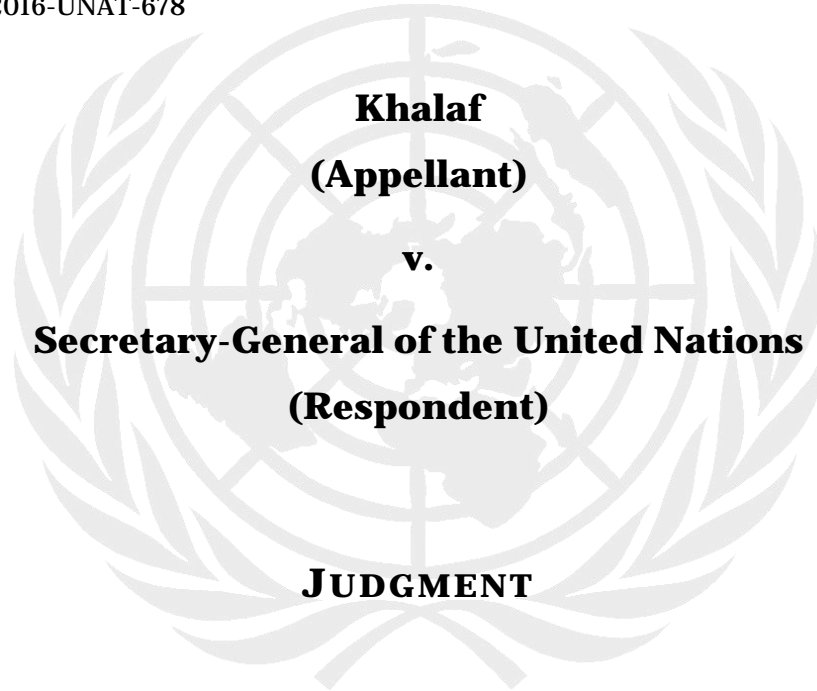 2016-UNAT-678
Khalaf
(Appellant)
v.
Secretary-General of the United Nations
(Respondent)
JUDGMENT